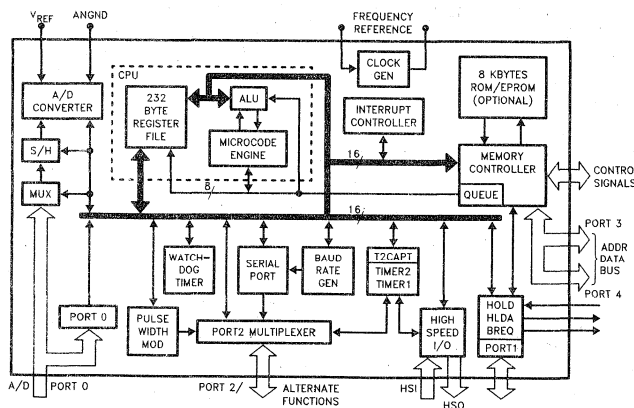 VREF
ANGND
FREQUENCY
REFERENCE
CPU
CLOCK
GEN
8 KBYTES
ROM/EPROM
(OPTIONAL)
A/D
CONVERTER
232
BYTE
REGISTER
FILE
ALU
INTERRUPT
CONTROLLER
S/H
MICROCODE
ENGINE
16
MEMORY
CONTROLLER
CONTROL
SIGNALS
MUX
8
QUEUE
16
PORT 3
ADDR
DATA
BUS
PORT 4
WATCH-
DOG
TIMER
SERIAL
PORT
BAUD
RATE
GEN
T2CAPT
TIMER2
TIMER1
PORT 0
PULSE
WIDTH
MOD
PORT2 MULTIPLEXER
HIGH
SPEED
I/O
HOLD
HLDA
BREQ
PORT1
A/D
PORT 0
PORT 2/
ALTERNATE
FUNCTIONS
HSI
HSO